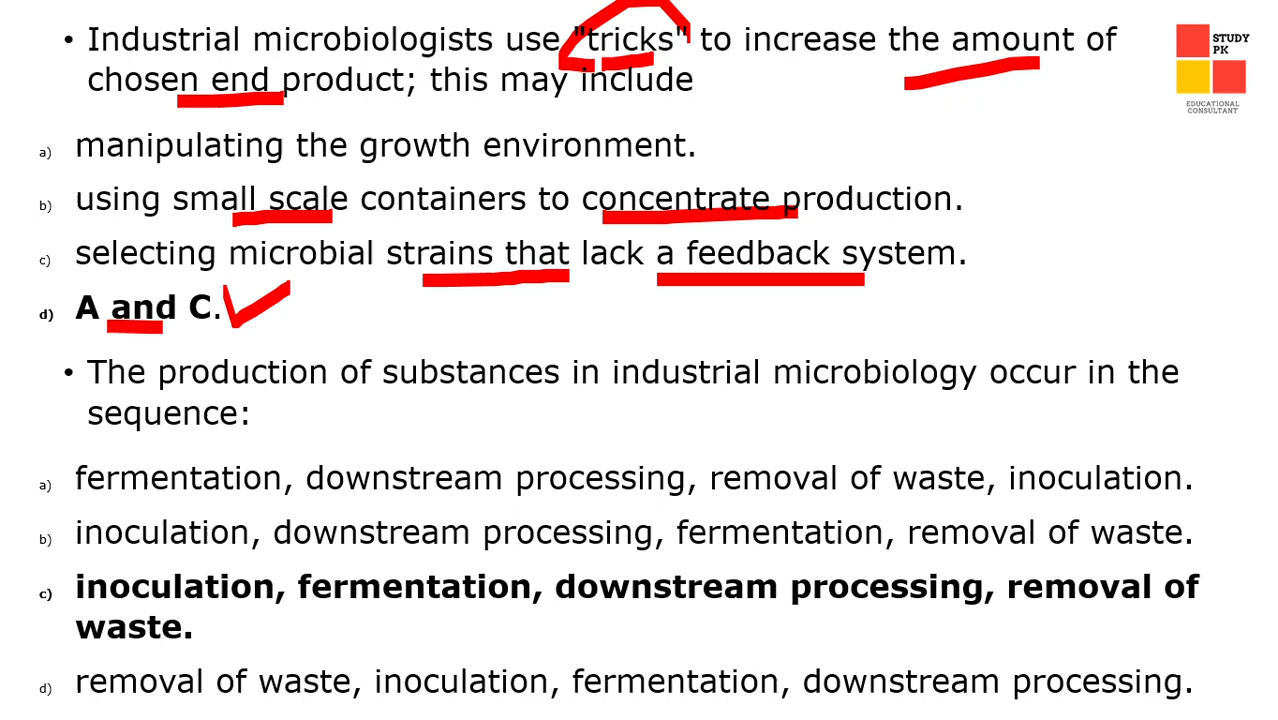 • Industrial microbiologists use "tricks" to increase the amount of
chosen end product; this may include
a) manipulating the growth environment.
b) using small scale containers to concentrate production.
c) selecting microbial strains that lack a feedback system.
d) A and C.
• The production of substances in industrial microbiology occur in the
sequence:
a) fermentation, downstream processing, removal of waste, inoculation.
b) inoculation, downstream processing, fermentation, removal of waste.
c) inoculation, fermentation, downstream processing, removal of
waste.
d) removal of waste, inoculation, fermentation, downstream processing.
STUDY
PK
EDUCATIONAL
CONSULTANT